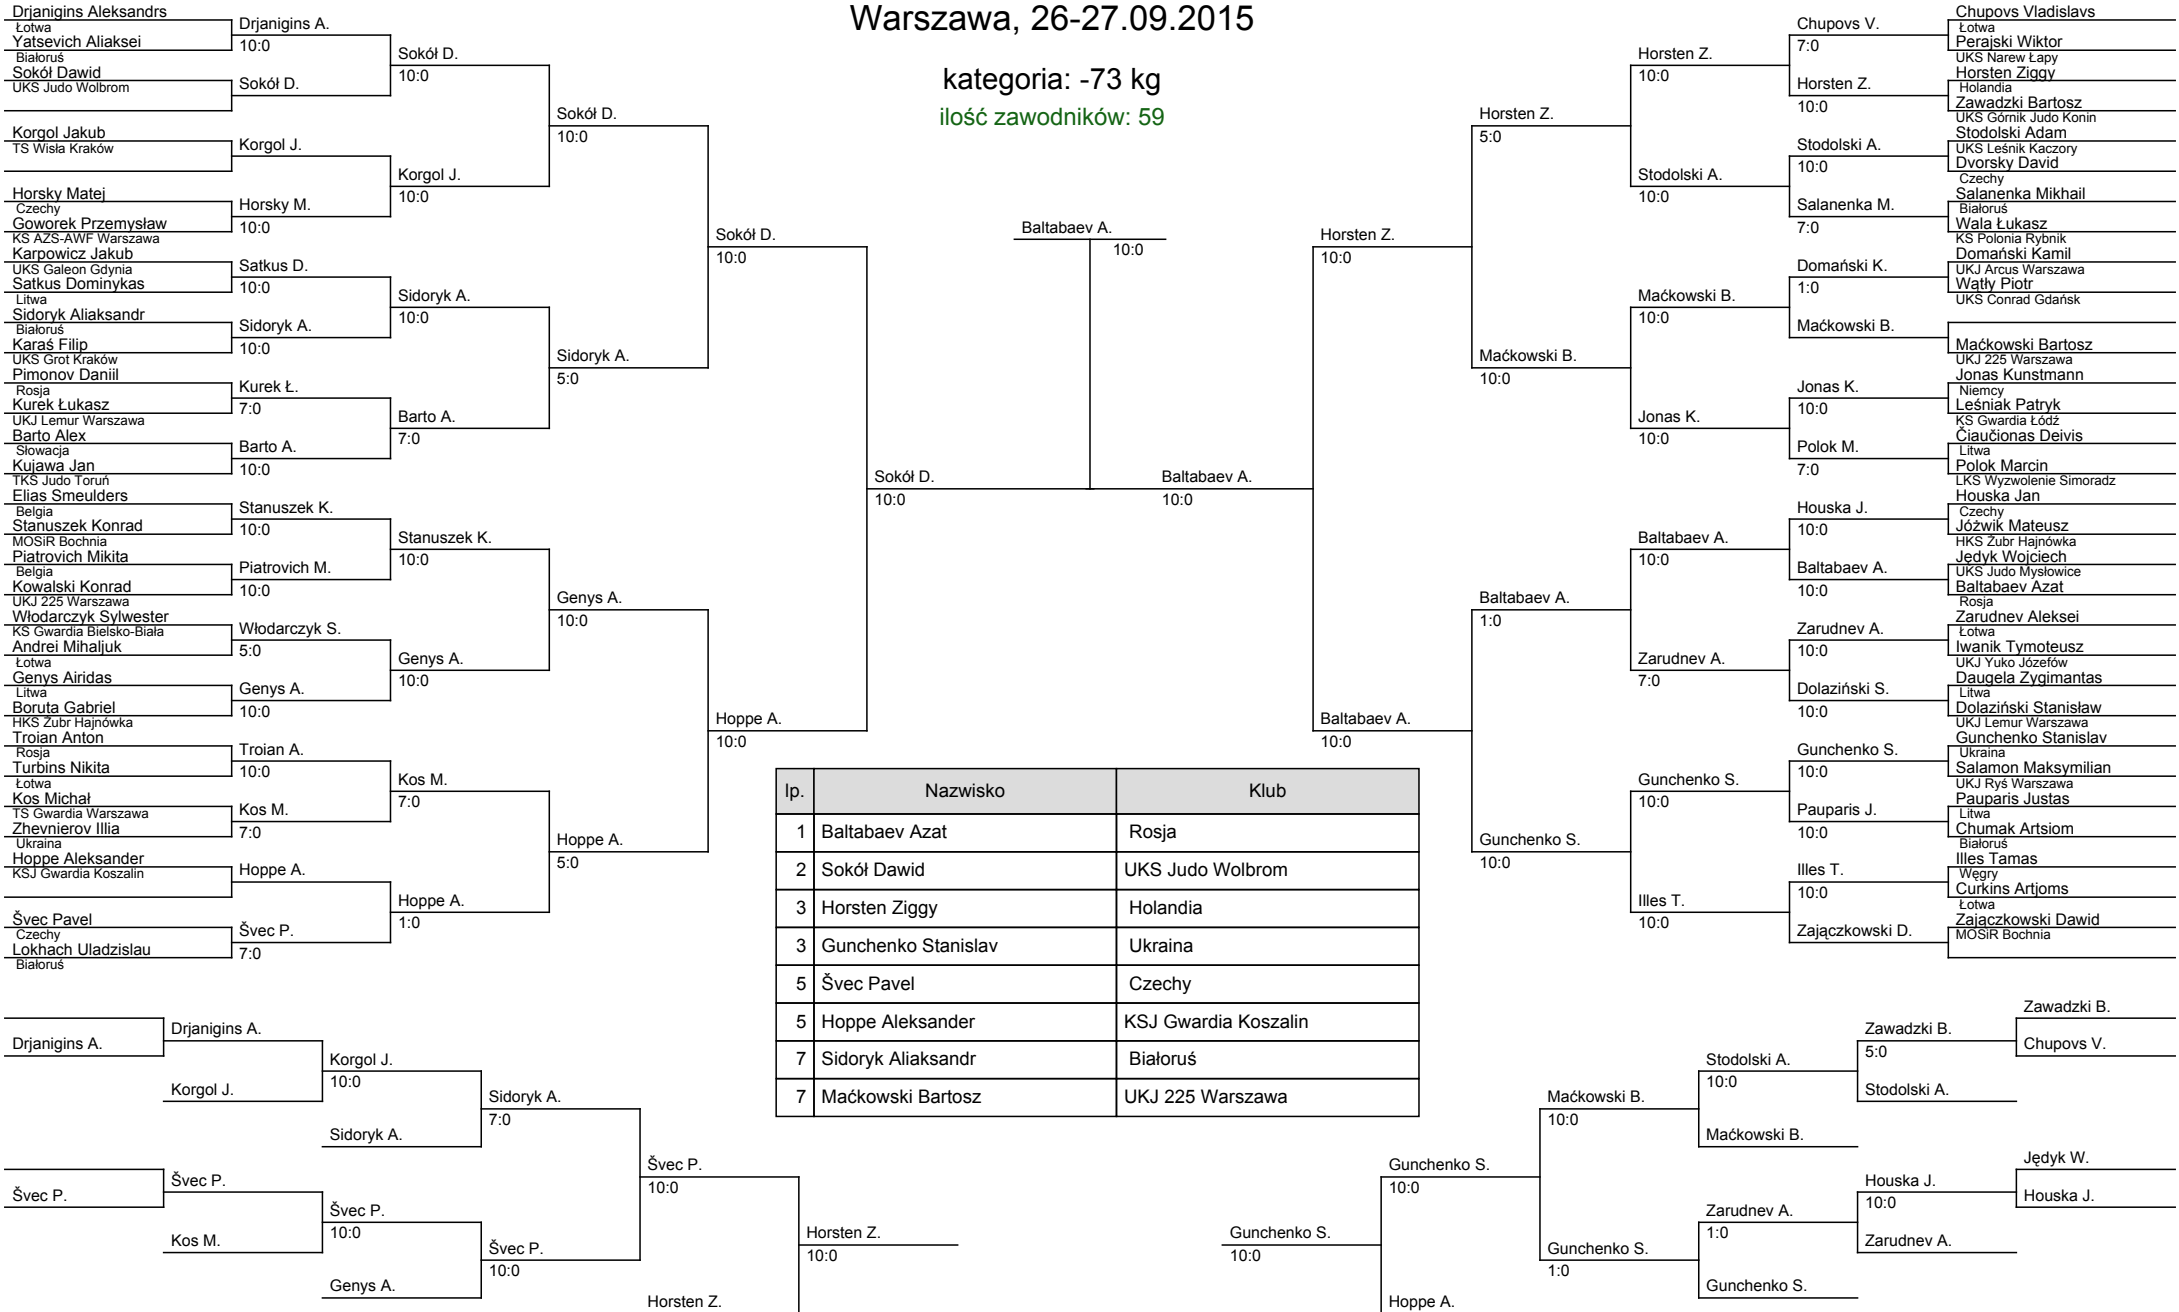 Warszawa, 26-27.09.2015
kategoria: -73 kg
ilość zawodników: 59
Drjanigins Aleksandrs
Łotwa
Yatsevich Aliaksei
Białoruś
Sokół Dawid
UKS Judo Wolbrom
Korgol Jakub
TS Wisła Kraków
Horsky Matej
Czechy
Goworek Przemysław
KS AZS-AWF Warszawa
Karpowicz Jakub
UKS Galeon Gdynia
Satkus Dominykas
Litwa
Sidoryk Aliaksandr
Białoruś
Karaś Filip
UKS Grot Kraków
Pimonov Daniil
Rosja
Kurek Łukasz
UKJ Lemur Warszawa
Barto Alex
Słowacja
Kujawa Jan
TKS Judo Toruń
Elias Smeulders
Belgia
Stanuszek Konrad
MOSiR Bochnia
Piatrovich Mikita
Belgia
Kowalski Konrad
UKJ 225 Warszawa
Włodarczyk Sylwester
KS Gwardia Bielsko-Biała
Andrei Mihaljuk
Łotwa
Genys Airidas
Litwa
Boruta Gabriel
HKS Żubr Hajnówka
Troian Anton
Rosja
Turbins Nikita
Łotwa
Kos Michał
TS Gwardia Warszawa
Zhevnierov Illia
Ukraina
Hoppe Aleksander
KSJ Gwardia Koszalin
Švec Pavel
Czechy
Lokhach Uladzislau
Białoruś
Drjanigins A.
10:0
Sokół D.
Korgol J.
Horsky M.
10:0
Satkus D.
10:0
Sidoryk A.
10:0
Kurek Ł.
7:0
Barto A.
10:0
Stanuszek K.
10:0
Piatrovich M.
10:0
Włodarczyk S.
5:0
Genys A.
10:0
Troian A.
10:0
Kos M.
7:0
Hoppe A.
Švec P.
7:0
Sokół D.
10:0
Korgol J.
10:0
Sidoryk A.
10:0
Barto A.
7:0
Stanuszek K.
10:0
Genys A.
10:0
Kos M.
7:0
Hoppe A.
1:0
Sokół D.
10:0
Sidoryk A.
5:0
Genys A.
10:0
Hoppe A.
5:0
Sokół D.
10:0
Hoppe A.
10:0
Sokół D.
10:0
Baltabaev A.
10:0
Baltabaev A.
10:0
Horsten Z.
10:0
Baltabaev A.
10:0
Horsten Z.
5:0
Maćkowski B.
10:0
Baltabaev A.
1:0
Gunchenko S.
10:0
Horsten Z.
10:0
Stodolski A.
10:0
Maćkowski B.
10:0
Jonas K.
10:0
Baltabaev A.
10:0
Zarudnev A.
7:0
Gunchenko S.
10:0
Illes T.
10:0
Chupovs V.
7:0
Horsten Z.
10:0
Stodolski A.
10:0
Salanenka M.
7:0
Domański K.
1:0
Maćkowski B.
Jonas K.
10:0
Polok M.
7:0
Houska J.
10:0
Baltabaev A.
10:0
Zarudnev A.
10:0
Dolaziński S.
10:0
Gunchenko S.
10:0
Pauparis J.
10:0
Illes T.
10:0
Zajączkowski D.
Chupovs Vladislavs
Łotwa
Perajski Wiktor
UKS Narew Łapy
Horsten Ziggy
Holandia
Zawadzki Bartosz
UKS Górnik Judo Konin
Stodolski Adam
UKS Leśnik Kaczory
Dvorsky David
Czechy
Salanenka Mikhail
Białoruś
Wala Łukasz
KS Polonia Rybnik
Domański Kamil
UKJ Arcus Warszawa
Wątły Piotr
UKS Conrad Gdańsk
Maćkowski Bartosz
UKJ 225 Warszawa
Jonas Kunstmann
Niemcy
Leśniak Patryk
KS Gwardia Łódź
Čiaučionas Deivis
Litwa
Polok Marcin
LKS Wyzwolenie Simoradz
Houska Jan
Czechy
Jóźwik Mateusz
HKS Żubr Hajnówka
Jędyk Wojciech
UKS Judo Mysłowice
Baltabaev Azat
Rosja
Zarudnev Aleksei
Łotwa
Iwanik Tymoteusz
UKJ Yuko Józefów
Daugela Zygimantas
Litwa
Dolaziński Stanisław
UKJ Lemur Warszawa
Gunchenko Stanislav
Ukraina
Salamon Maksymilian
UKJ Ryś Warszawa
Pauparis Justas
Litwa
Chumak Artsiom
Białoruś
Illes Tamas
Węgry
Curkins Artjoms
Łotwa
Zajączkowski Dawid
MOSiR Bochnia
lp. Nazwisko Klub
1 Baltabaev Azat Rosja
2 Sokół Dawid UKS Judo Wolbrom
3 Horsten Ziggy Holandia
3 Gunchenko Stanislav Ukraina
5 Švec Pavel Czechy
5 Hoppe Aleksander KSJ Gwardia Koszalin
7 Sidoryk Aliaksandr Białoruś
7 Maćkowski Bartosz UKJ 225 Warszawa
Drjanigins A.
Švec P.
Drjanigins A.
Korgol J.
Švec P.
Kos M.
Korgol J.
10:0
Sidoryk A.
Švec P.
10:0
Genys A.
Sidoryk A.
7:0
Švec P.
10:0
Švec P.
10:0
Horsten Z.
Horsten Z.
10:0
Gunchenko S.
10:0
Gunchenko S.
10:0
Hoppe A.
Maćkowski B.
10:0
Gunchenko S.
1:0
Stodolski A.
10:0
Maćkowski B.
Zarudnev A.
1:0
Gunchenko S.
Zawadzki B.
5:0
Stodolski A.
Houska J.
10:0
Zarudnev A.
Zawadzki B.
Chupovs V.
Jędyk W.
Houska J.